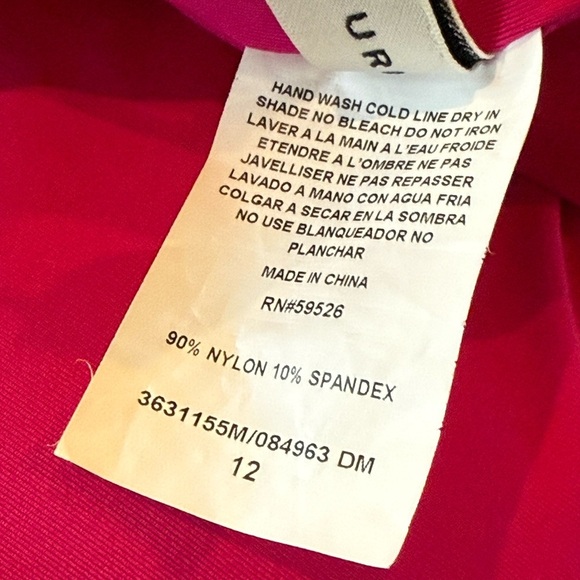 UR
HAND WASH COLD LINE DRY IN
SHADE NO BLEACH DO NOT IRON
LAVER A LA MAIN A L'EAU FROIDE
ETENDRE A L'OMBRE NE PAS
JAVELLISER NE PAS REPASSER
LAVADO A MANO CON AGUA FRIA
COLGAR A SECAR EN LA SOMBRA
NO USE BLANQUEADOR NO
PLANCHAR
MADE IN CHINA
RN#59526
90% NYLON 10% SPANDEX
3631155M/084963 DM
12